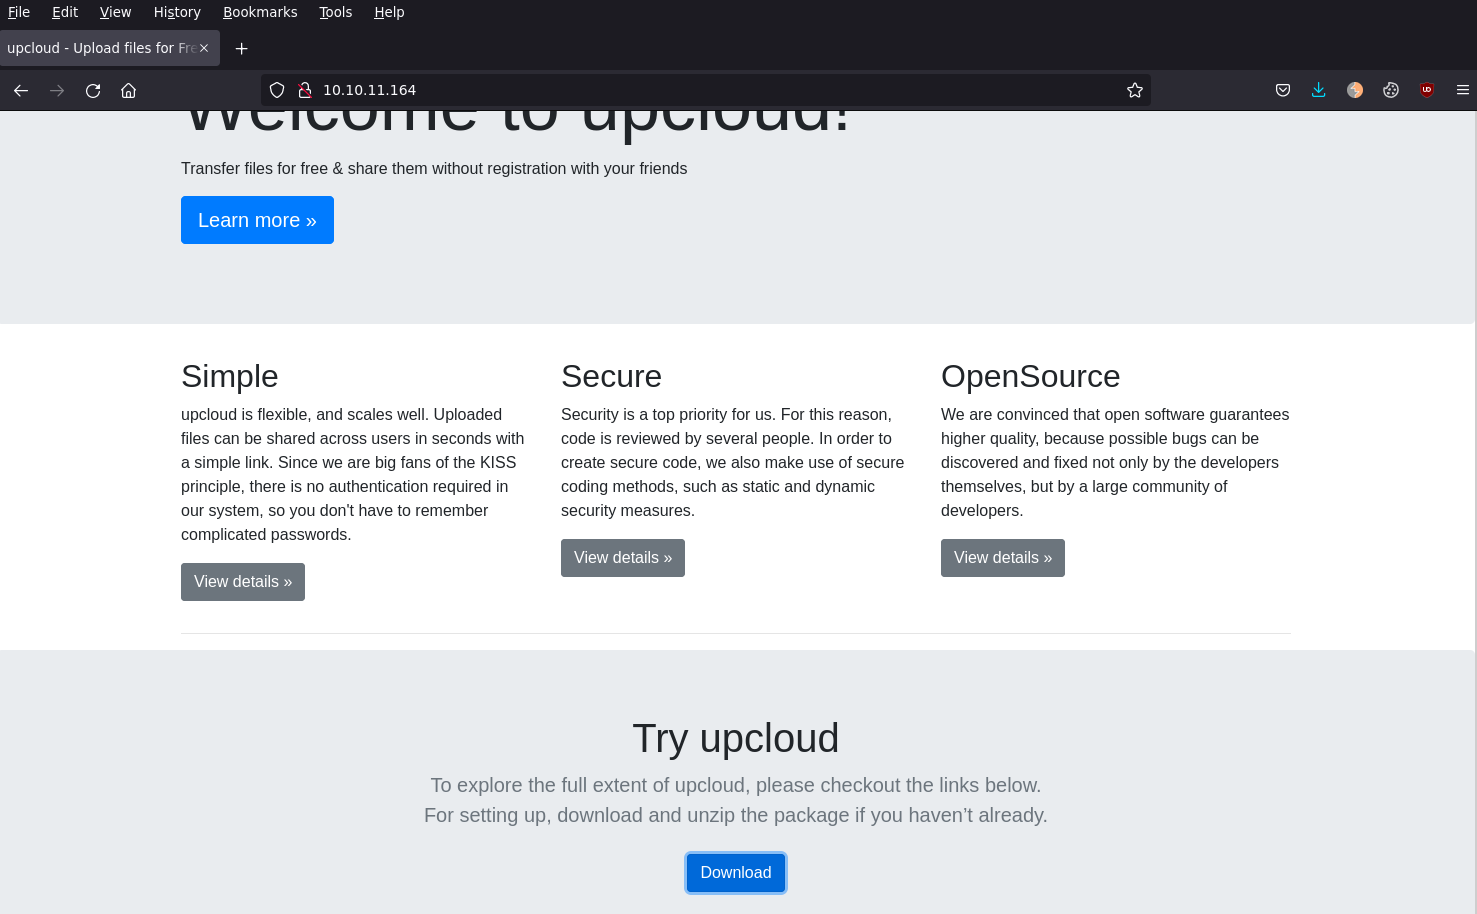 File Edit View History Bookmarks Tools Help
upcloud - Upload files for Fre
10.10.11.164
Welcome to upcloud!
Transfer files for free & share them without registration with your friends
Learn more »
Simple
upcloud is flexible, and scales well. Uploaded
files can be shared across users in seconds with
a simple link. Since we are big fans of the KISS
principle, there is no authentication required in
our system, so you don't have to remember
complicated passwords.
View details »
Secure
Security is a top priority for us. For this reason,
code is reviewed by several people. In order to
create secure code, we also make use of secure
coding methods, such as static and dynamic
security measures.
View details »
OpenSource
We are convinced that open software guarantees
higher quality, because possible bugs can be
discovered and fixed not only by the developers
themselves, but by a large community of
developers.
View details »
Try upcloud
To explore the full extent of upcloud, please checkout the links below.
For setting up, download and unzip the package if you haven’t already.
Download